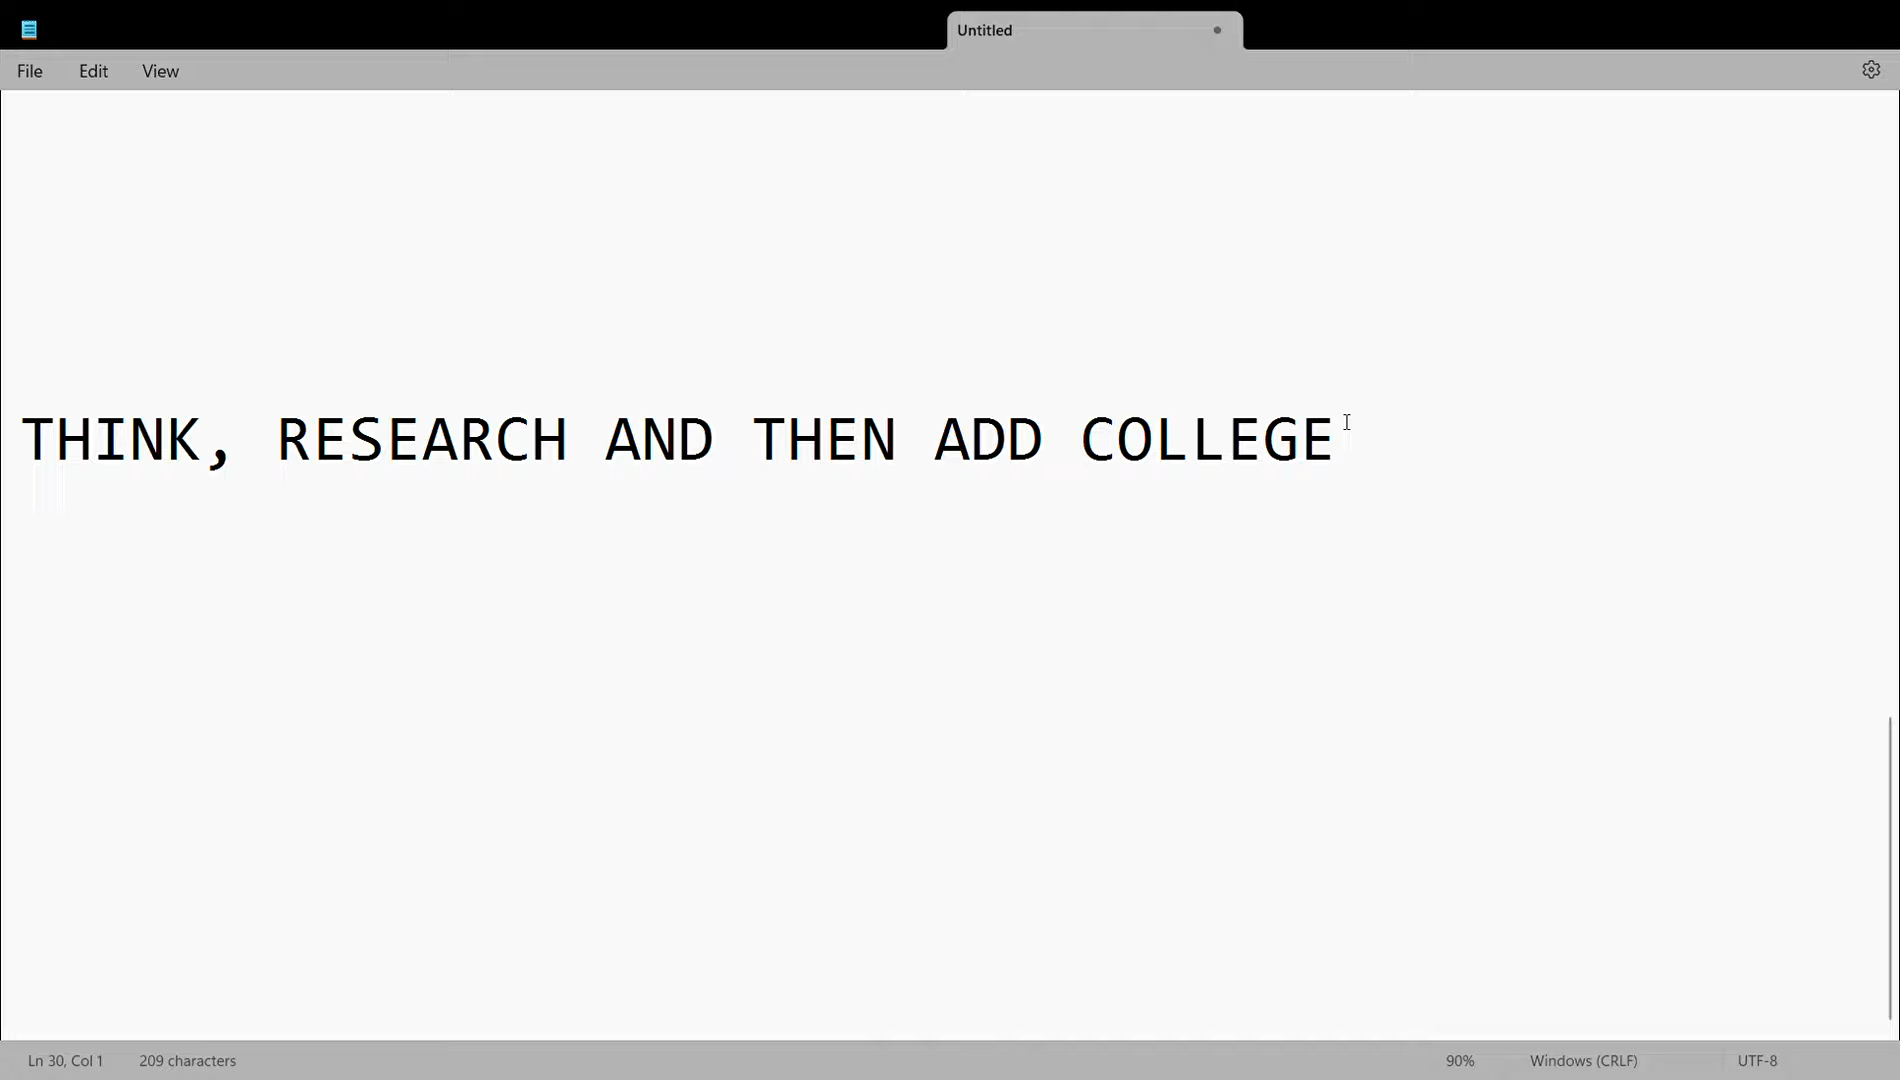 Untitled
File Edit View
THINK, RESEARCH AND THEN ADD COLLEGE
Ln 30, Col 1 209 characters 90% Windows (CRLF) UTF-8